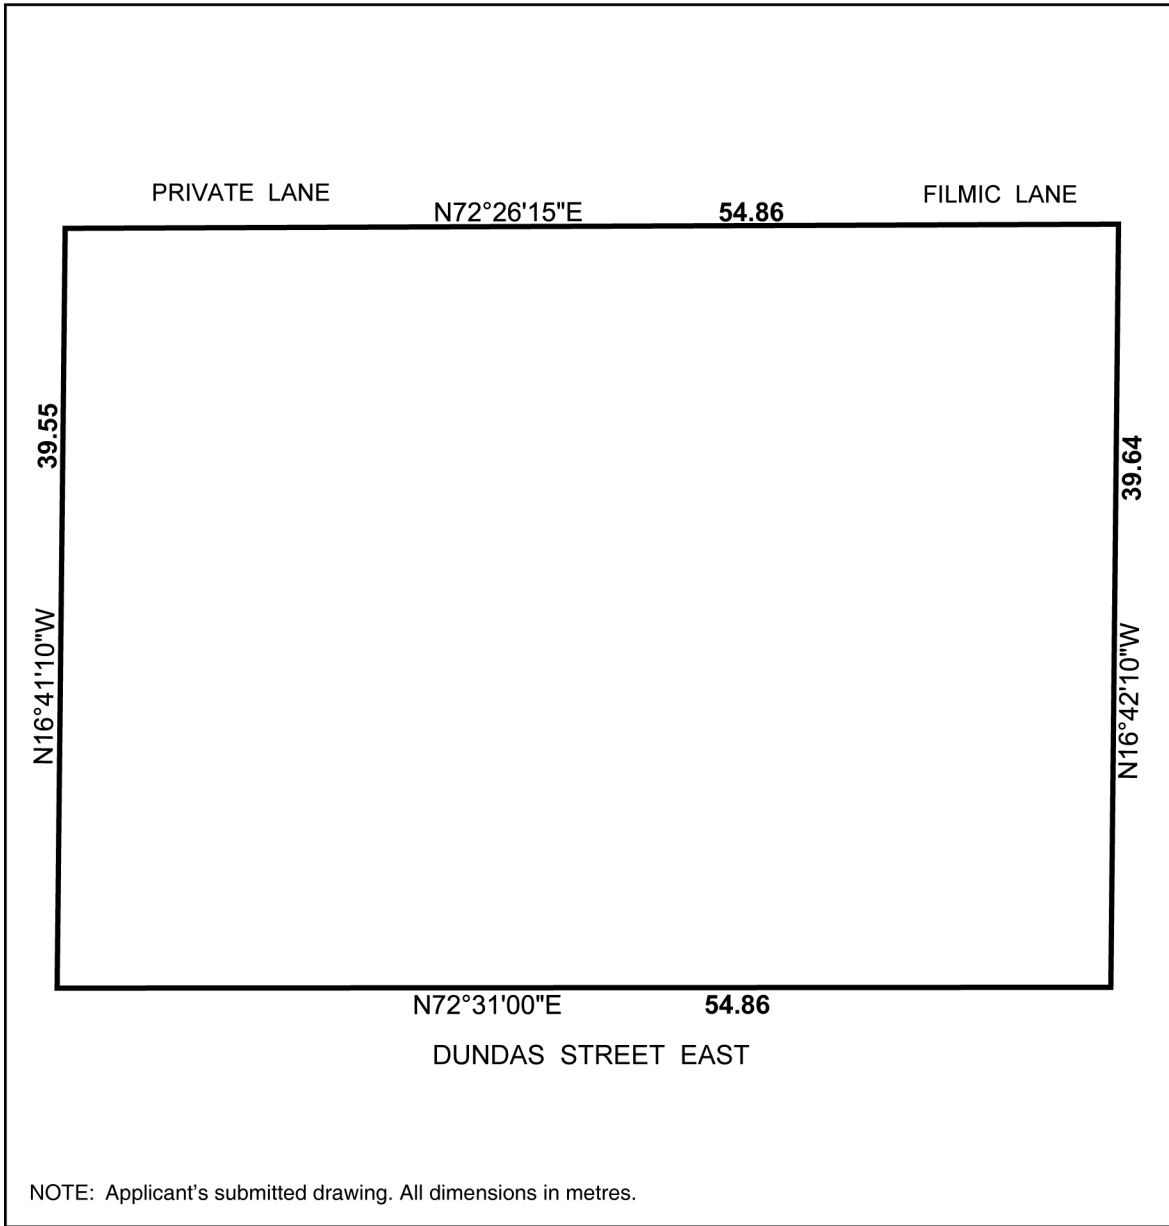 PRIVATE LANE
FILMIC LANE
N72°26'15"E 54.86
39.55
39.64
N16°41'10"W
N16°42'10"W
N72°31'00"E 54.86
DUNDAS STREET EAST
NOTE: Applicant's submitted drawing. All dimensions in metres.